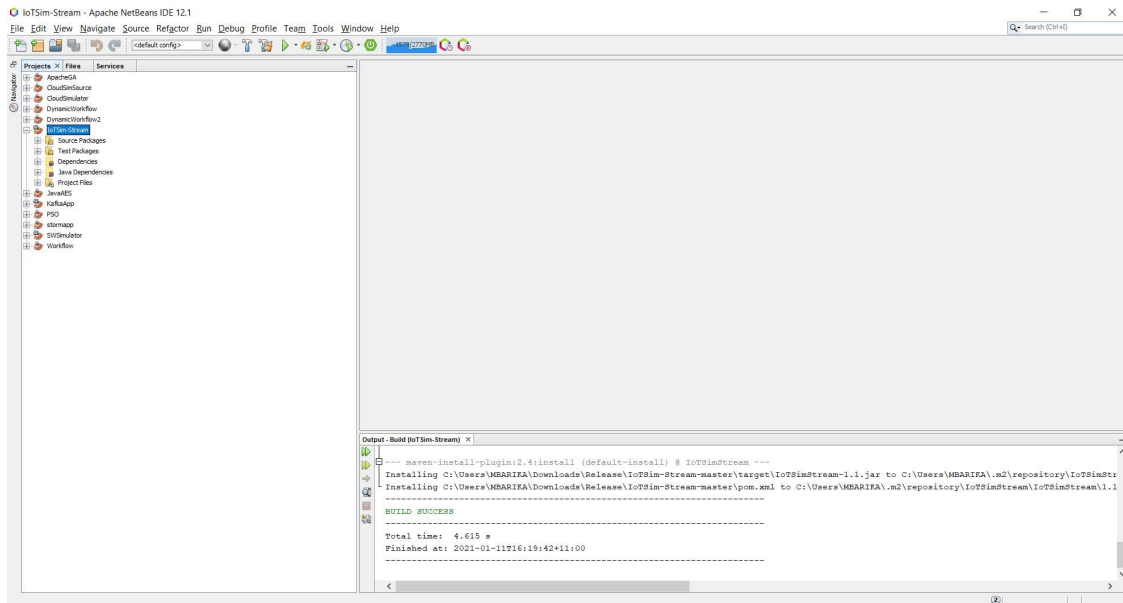 IoTSim-Stream - Apache NetBeans IDE 12.1
File Edit View Navigate Source Refactor Run Debug Profile Team Tools Window Help
Search (Ctrl+I)
<default config>
Projects Files Services
Navigator
ApacheGA
CloudSimSource
CloudSimulator
DynamicWorkflow
DynamicWorkflow2
IoTSim-Stream
Source Packages
Test Packages
Dependencies
Java Dependencies
Project Files
JavaAES
KafkaApp
PSO
stormapp
SWSimulator
Workflow
Output - Build (IoTSim-Stream)
--- maven-install-plugin:2.4:install (default-install) @ IoTSimStream ---
Installing C:\Users\MBARIKA\Downloads\Release\IoTSim-Stream-master\target\IoTSimStream-1.1.jar to C:\Users\MBARIKA\.m2\repository\IoTSimStr
Installing C:\Users\MBARIKA\Downloads\Release\IoTSim-Stream-master\pom.xml to C:\Users\MBARIKA\.m2\repository\IoTSimStream\IoTSimStream\1.1
------------------------------------------------------------------------
BUILD SUCCESS
------------------------------------------------------------------------
Total time: 4.615 s
Finished at: 2021-01-11T16:19:42+11:00
------------------------------------------------------------------------
2